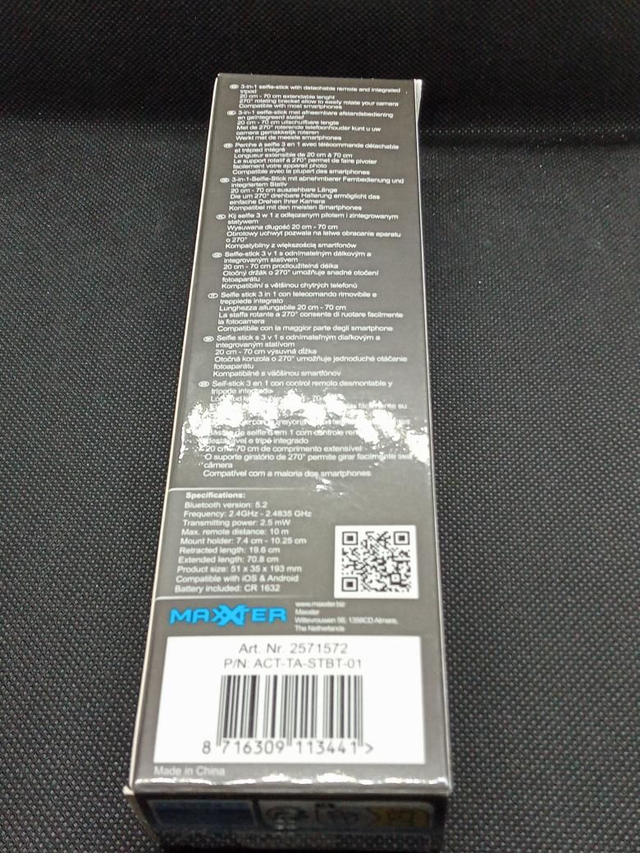 3-in-1 selfie-stick with detachable remote and integrated
tripod
20 cm - 70 cm extendable lenght
270° rotating bracket allow to easily rotate your camera
Compatible with most smartphones
3-in-1 selfie-stick met afneembare afstandsbediening
en geïntegreerd statief
20 cm - 70 cm uitschuifbare lengte
Met de 270° roterende telefoonhouder kunt u uw
camera gemakkelijk roteren
Werkt met de meeste smartphones
Perche à selfie 3 en 1 avec télécommande détachable
et trépied intégré
Longueur extensible de 20 cm à 70 cm
Le support rotatif à 270° permet de faire pivoter
facilement votre appareil photo
Compatible avec la plupart des smartphones
3-in-1-Selfie-Stick mit abnehmbarer Fernbedienung und
integriertem Stativ
20 cm - 70 cm ausziehbare Länge
Die um 270° drehbare Halterung ermöglicht das
einfache Drehen Ihrer Kamera
Kompatibel mit den meisten Smartphones
Kij selfie 3 w 1 z odłączanym pilotem i zintegrowanym
statywem
Wysuwana długość 20 cm - 70 cm
Obrotowy uchwyt pozwala na łatwe obracanie aparatu
o 270°
Kompatybilny z większością smartfonów
Selfie-stick 3 v 1 s odnímatelným dálkovým a
integrovaným stativem
20 cm - 70 cm prodloužitelná délka
Otočný držák o 270° umožňuje snadné otočení
fotoaparátu
Kompatibilní s většinou chytrých telefonů
Selfie stick 3 in 1 con telecomando rimovibile e
treppiede integrato
Lunghezza allungabile 20 cm - 70 cm
La staffa rotante a 270° consente di ruotare facilmente
la fotocamera
Compatibile con la maggior parte degli smartphone
Selfie stick s 3 v 1 s odnímateľným diaľkovým a
integrovaným statívom
20 cm - 70 cm výsuvná dĺžka
Otočná konzola o 270° umožňuje jednoduché otáčanie
fotoaparátu
Kompatibilné s väčšinou smartfónov
Self-stick 3 en 1 con control remoto desmontable y
trípode integrado
fácilmente su
selfie 3 em 1 com controle
destacável e tripé integrado
20 cm - 70 cm de comprimento extensível
O suporte giratório de 270° permite girar facilmente sua
câmera
Compatível com a maioria dos smartphones
Specifications:
Bluetooth version: 5.2
Frequency: 2.4GHz - 2.4835 GHz
Transmitting power: 2.5 mW
Max. remote distance: 10 m
Mount holder: 7.4 cm - 10.25 cm
Retracted length: 19.6 cm
Extended length: 70.8 cm
Product size: 51 x 35 x 193 mm
Compatible with iOS & Android
Battery included: CR 1632
MAXXTER
www.maxxter.biz
Maxxter
Wittevrouwen 56, 1358CD Almere,
The Netherlands
Art. Nr. 2571572
P/N: ACT-TA-STBT-01
8 716309 113441 >
Made in China